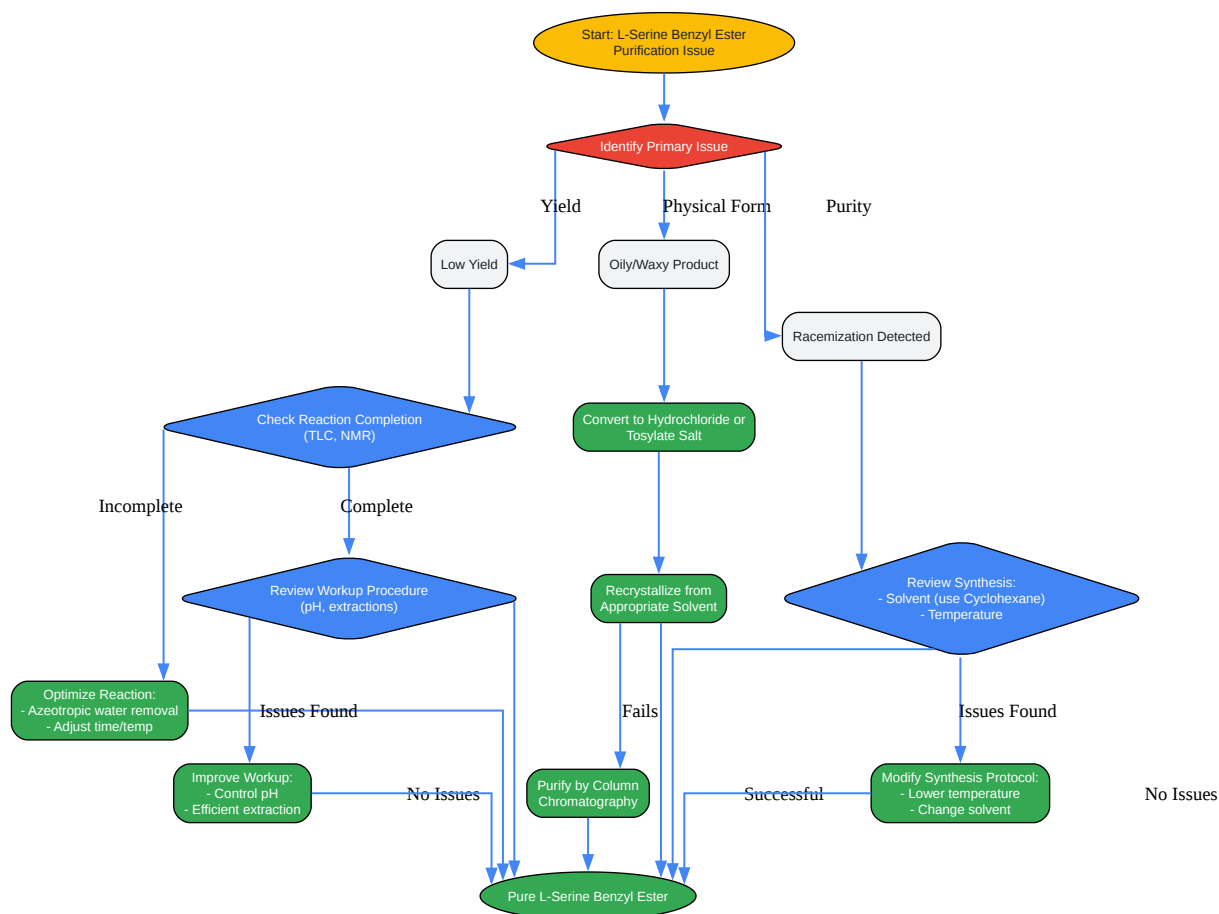 Start: L-Serine Benzyl Ester
Purification Issue
Identify Primary Issue
Yield
Physical Form
Purity
Low Yield
Oily/Waxy Product
Racemization Detected
Check Reaction Completion
(TLC, NMR)
Convert to Hydrochloride or
Tosylate Salt
Incomplete
Complete
Review Workup Procedure
(pH, extractions)
Recrystallize from
Appropriate Solvent
Review Synthesis:
- Solvent (use Cyclohexane)
- Temperature
Optimize Reaction:
- Azeotropic water removal
- Adjust time/temp
Issues Found
Fails
Issues Found
Improve Workup:
- Control pH
- Efficient extraction
No Issues
Purify by Column
Chromatography
Successful
Modify Synthesis Protocol:
- Lower temperature
- Change solvent
No Issues
Pure L-Serine Benzyl Ester